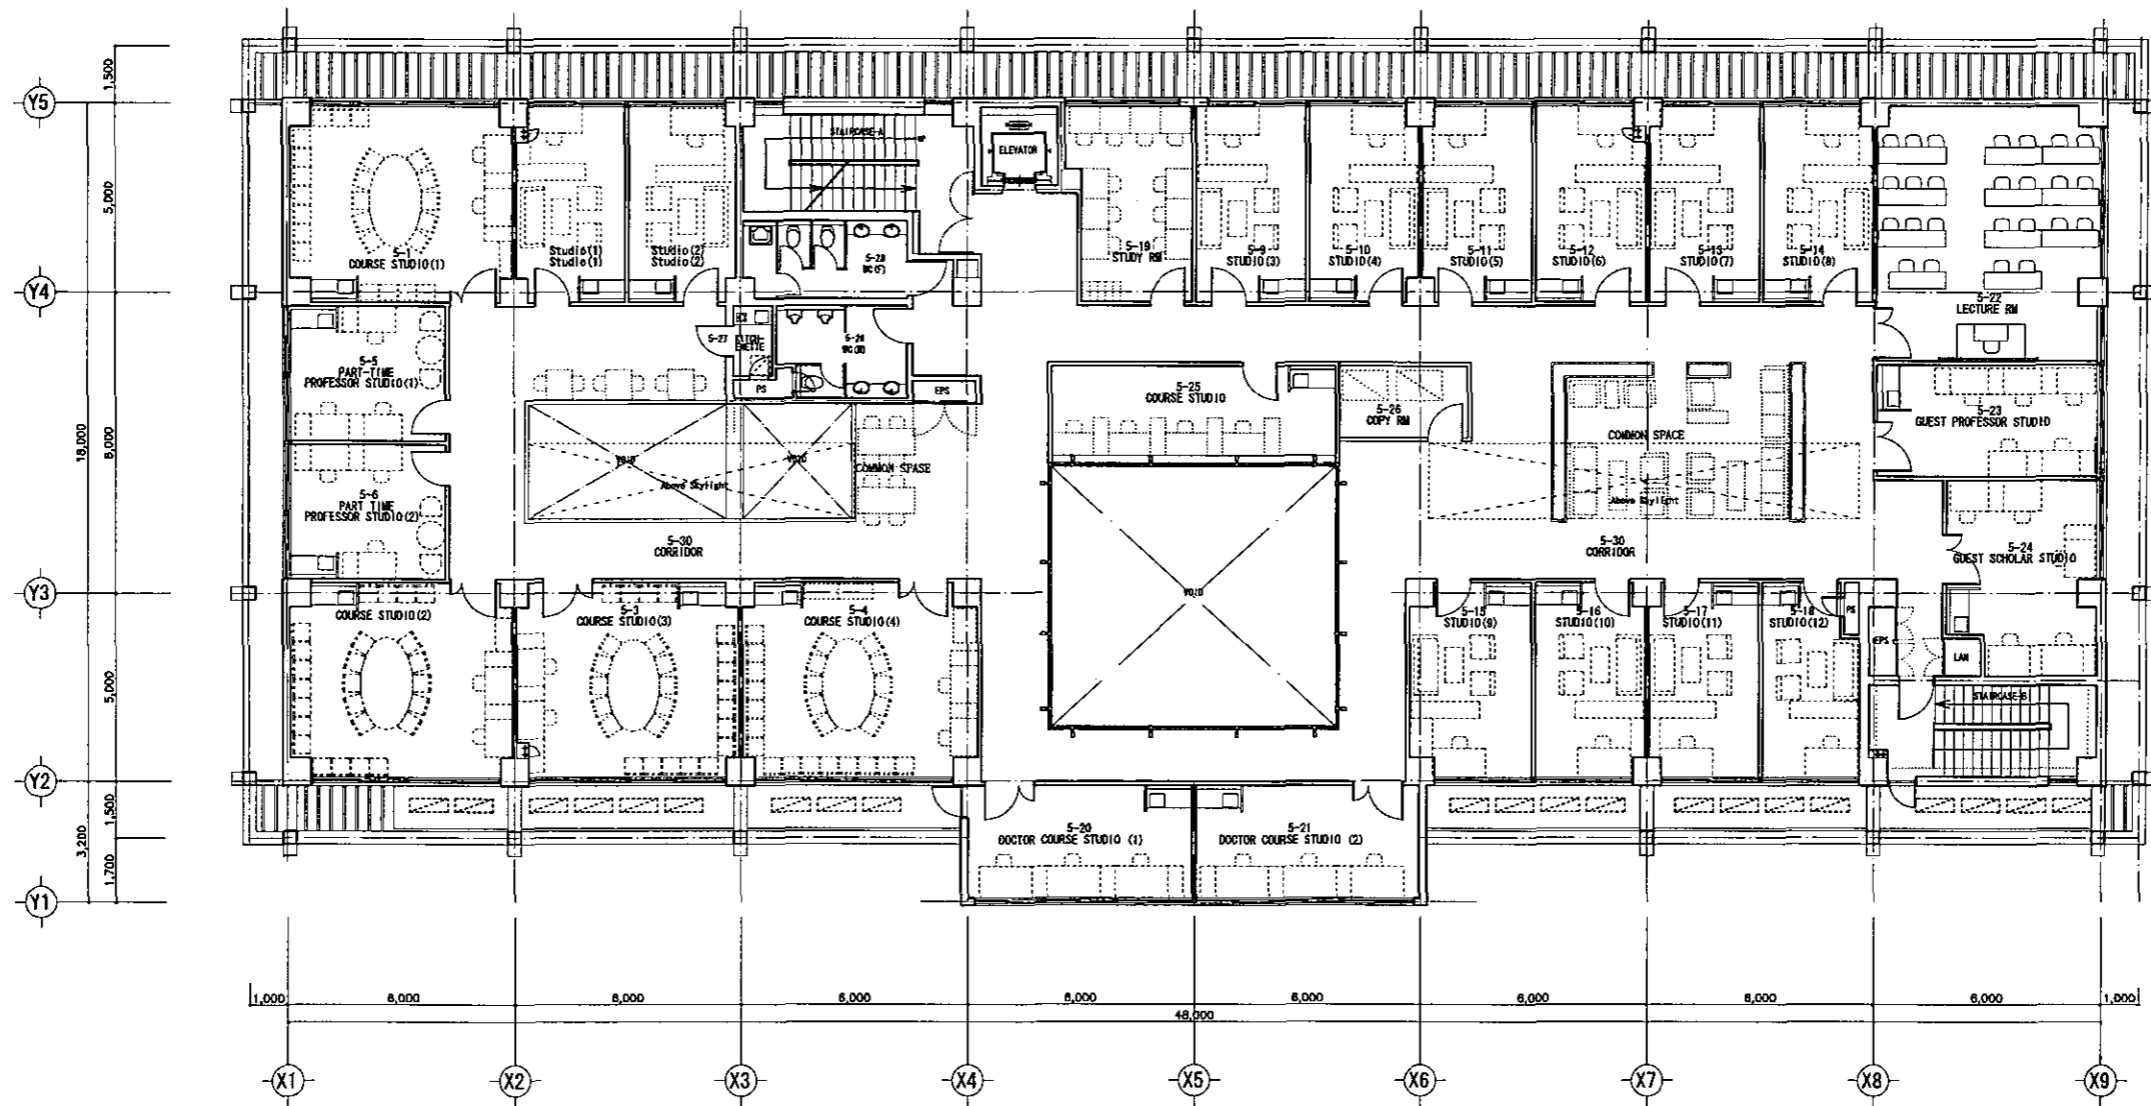 1,500
Y5
5,000
Y4
18,000
8,000
Y3
5,000
Y2
1,500
3,200
1,700
Y1
STAIRCASE-A
ELEVATOR
5-1
COURSE STUDIO(1)
Studio(1)
Studio(1)
Studio(2)
Studio(2)
5-19
STUDY RM
5-9
STUDIO(3)
5-10
STUDIO(4)
5-11
STUDIO(5)
5-12
STUDIO(6)
5-13
STUDIO(7)
5-14
STUDIO(8)
5-22
LECTURE RM
5-5
PART-TIME
PROFESSOR STUDIO(1)
5-27
PS
EPS
5-25
COURSE STUDIO
5-26
COPY RM
COMMON SPACE
5-23
GUEST PROFESSOR STUDIO
5-6
PART TIME
PROFESSOR STUDIO(2)
VOID
VOID
Above Skylight
COMMON SPASE
Above Skylight
5-30
CORRIDOR
5-30
CORRIDOR
5-24
GUEST SCHOLAR STUDIO
COURSE STUDIO(2)
5-3
COURSE STUDIO(3)
5-4
COURSE STUDIO(4)
VOID
5-15
STUDIO(9)
5-16
STUDIO(10)
5-17
STUDIO(11)
5-18
STUDIO(12)
PS
EPS
LAN
STAIRCASE-B
5-20
DOCTOR COURSE STUDIO (1)
5-21
DOCTOR COURSE STUDIO (2)
1,000
6,000
6,000
6,000
6,000
6,000
6,000
6,000
6,000
1,000
48,000
X1
X2
X3
X4
X5
X6
X7
X8
X9